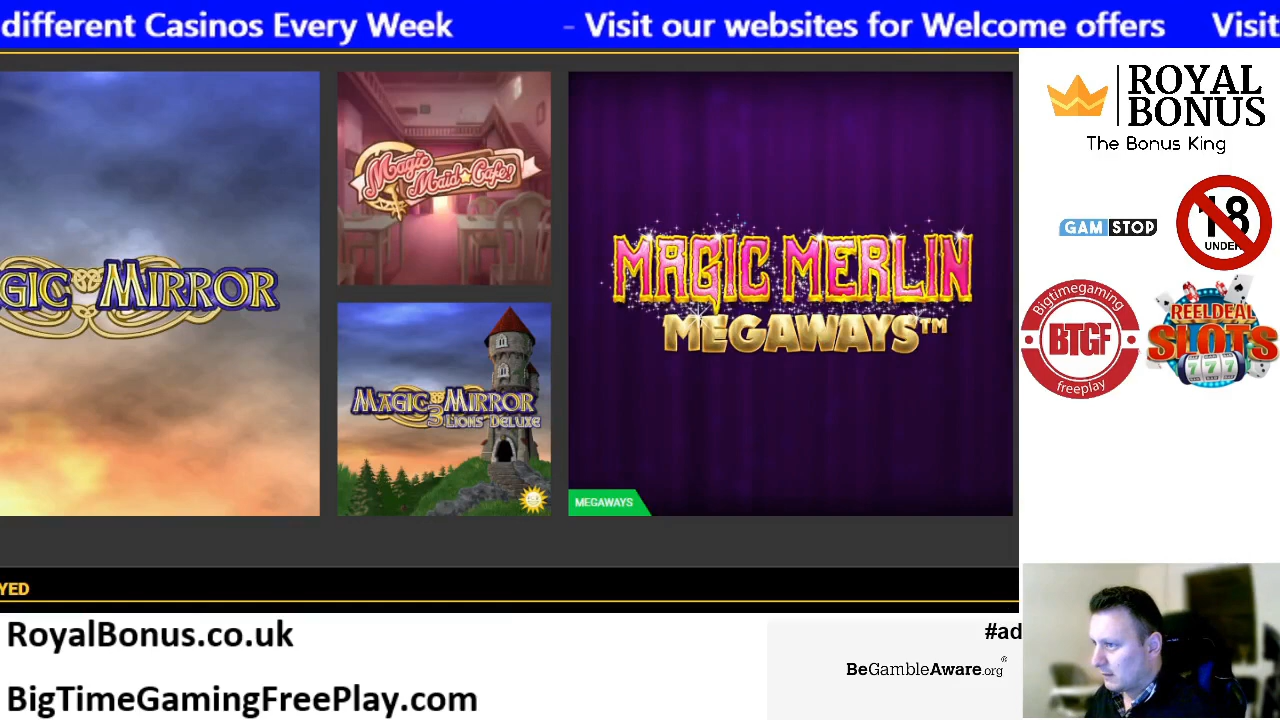 different Casinos Every Week - Visit our websites for Welcome offers Visit
GIC MIRROR
Magic
Maid Cafe!
MAGIC MIRROR
3 LIONS DELUXE
MAGIC MERLIN
MEGAWAYS™
MEGAWAYS
YED
ROYAL
BONUS
The Bonus King
GAMSTOP
18
UNDER
Bigtimegaming
BTGF
freeplay
REELDEAL
SLOTS
777
RoyalBonus.co.uk
BigTimeGamingFreePlay.com
#ad
BeGambleAware.org®